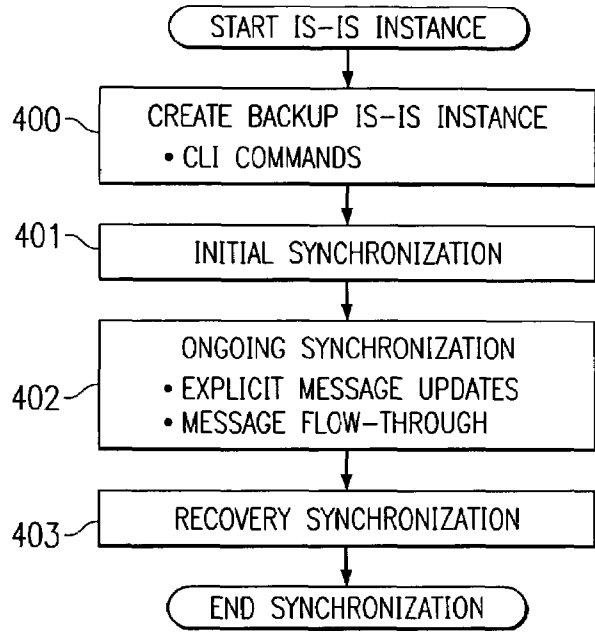 START IS-IS INSTANCE
400
CREATE BACKUP IS-IS INSTANCE
• CLI COMMANDS
401
INITIAL SYNCHRONIZATION
402
ONGOING SYNCHRONIZATION
• EXPLICIT MESSAGE UPDATES
• MESSAGE FLOW-THROUGH
403
RECOVERY SYNCHRONIZATION
END SYNCHRONIZATION